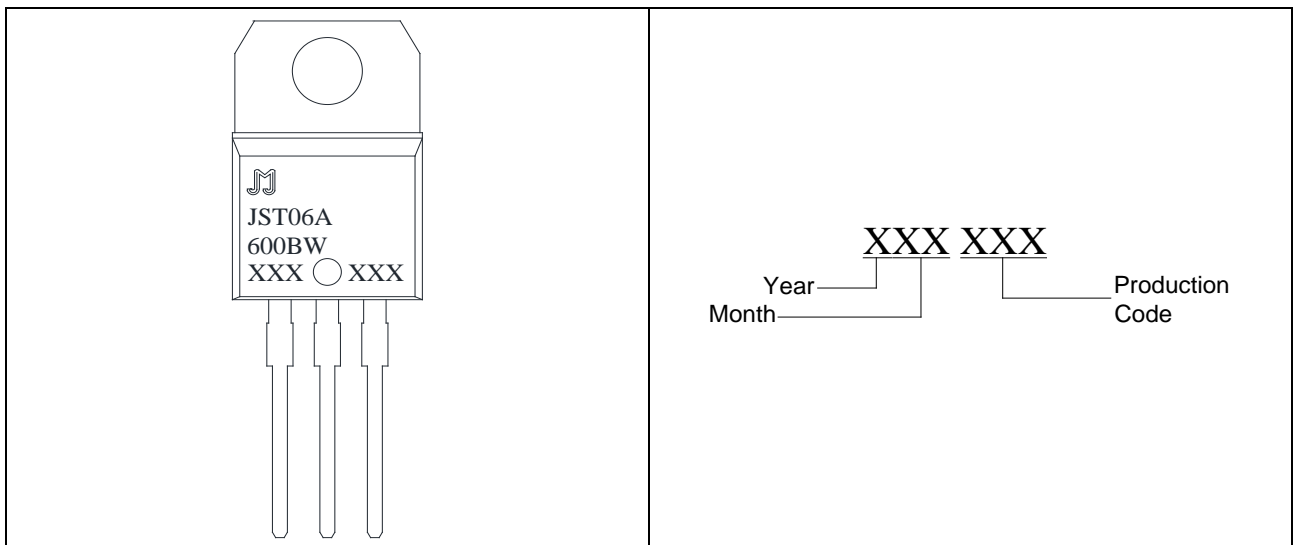 JM
JST06A
600BW
XXX XXX
XXX XXX
Year
Month
Production
Code